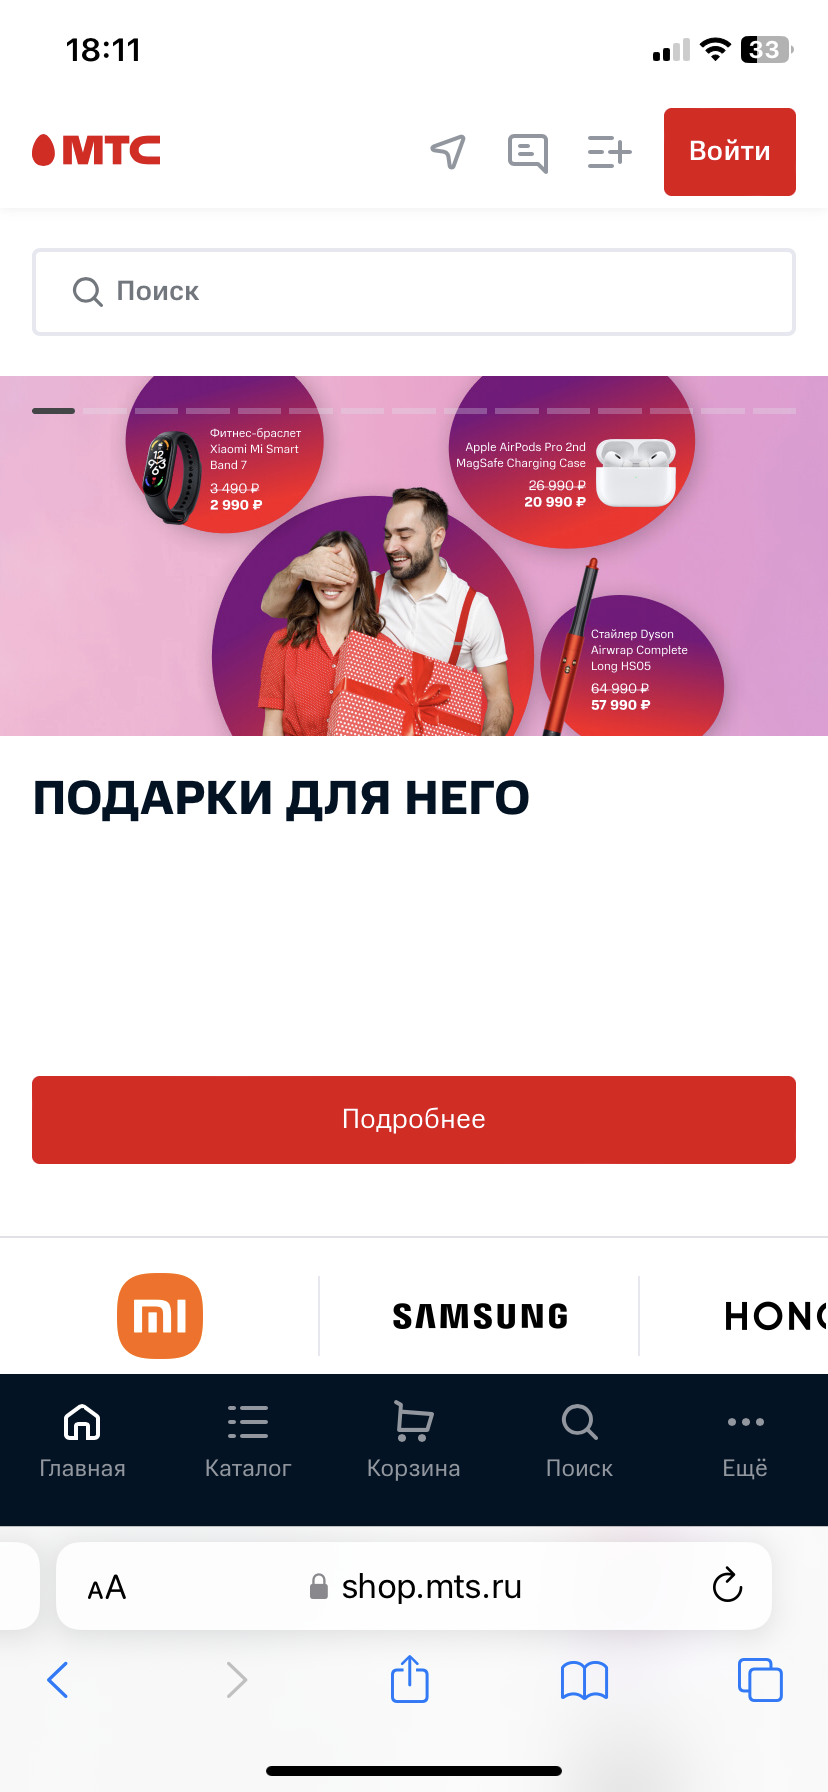 18:11
33
МТС
Войти
Поиск
Фитнес-браслет
Xiaomi Mi Smart
Band 7
3 490 ₽
2 990 ₽
Apple AirPods Pro 2nd
MagSafe Charging Case
26 990 ₽
20 990 ₽
Стайлер Dyson
Airwrap Complete
Long HS05
64 990 ₽
57 990 ₽
ПОДАРКИ ДЛЯ НЕГО
Подробнее
mi
SAMSUNG
HONO
Главная
Каталог
Корзина
Поиск
Ещё
AA
shop.mts.ru